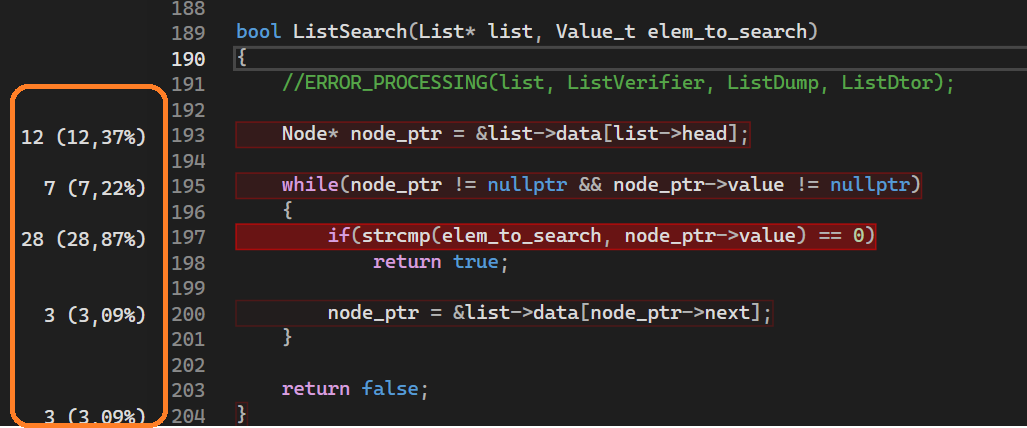 188
189 bool ListSearch(List* list, Value_t elem_to_search)
190 {
191 //ERROR_PROCESSING(list, ListVerifier, ListDump, ListDtor);
192
12 (12,37%) 193 Node* node_ptr = &list->data[list->head];
194
7 (7,22%) 195 while(node_ptr != nullptr && node_ptr->value != nullptr)
196 {
28 (28,87%) 197 if(strcmp(elem_to_search, node_ptr->value) == 0)
198 return true;
199
3 (3,09%) 200 node_ptr = &list->data[node_ptr->next];
201 }
202
203 return false;
3 (3,09%) 204 }